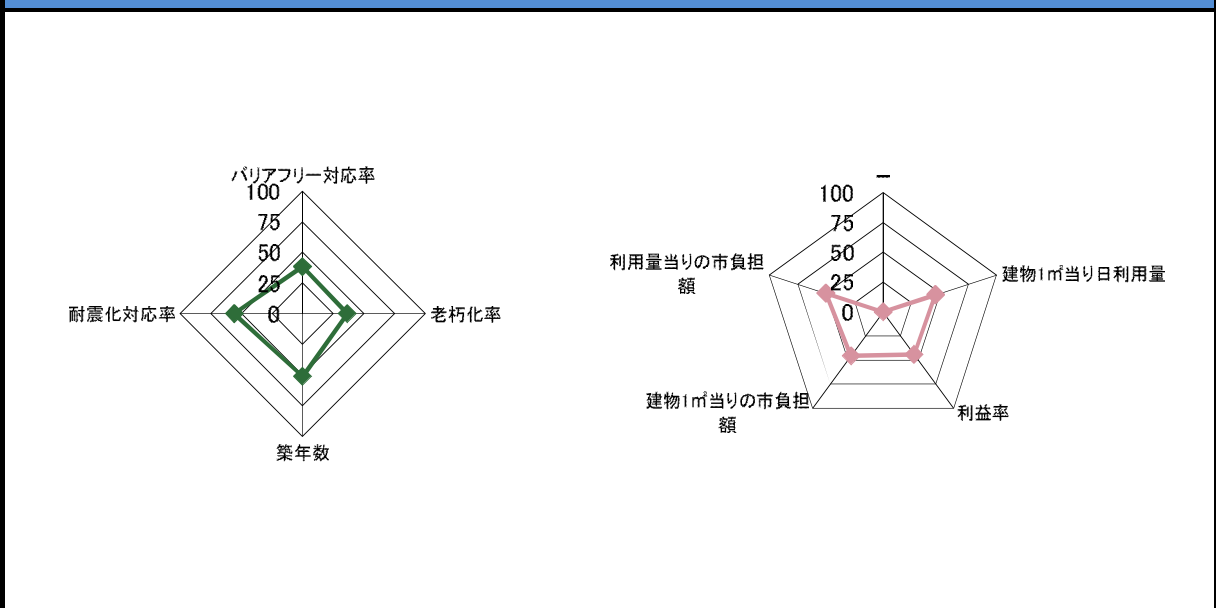 バリアフリー対応率
100
75
50
25
0
耐震化対応率
老朽化率
築年数
－
100
75
50
25
0
利用量当りの市負担
額
建物1㎡当り日利用量
建物1㎡当りの市負担
額
利益率